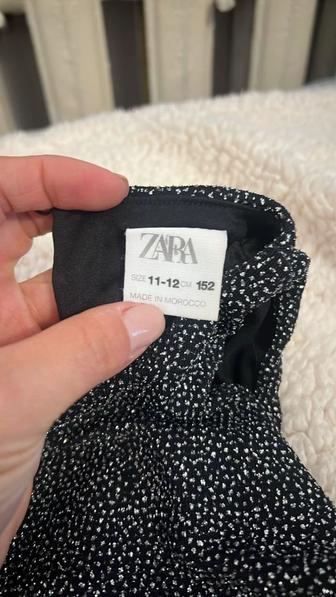 ZARA
SIZE 11-12 CM 152
MADE IN MOROCCO